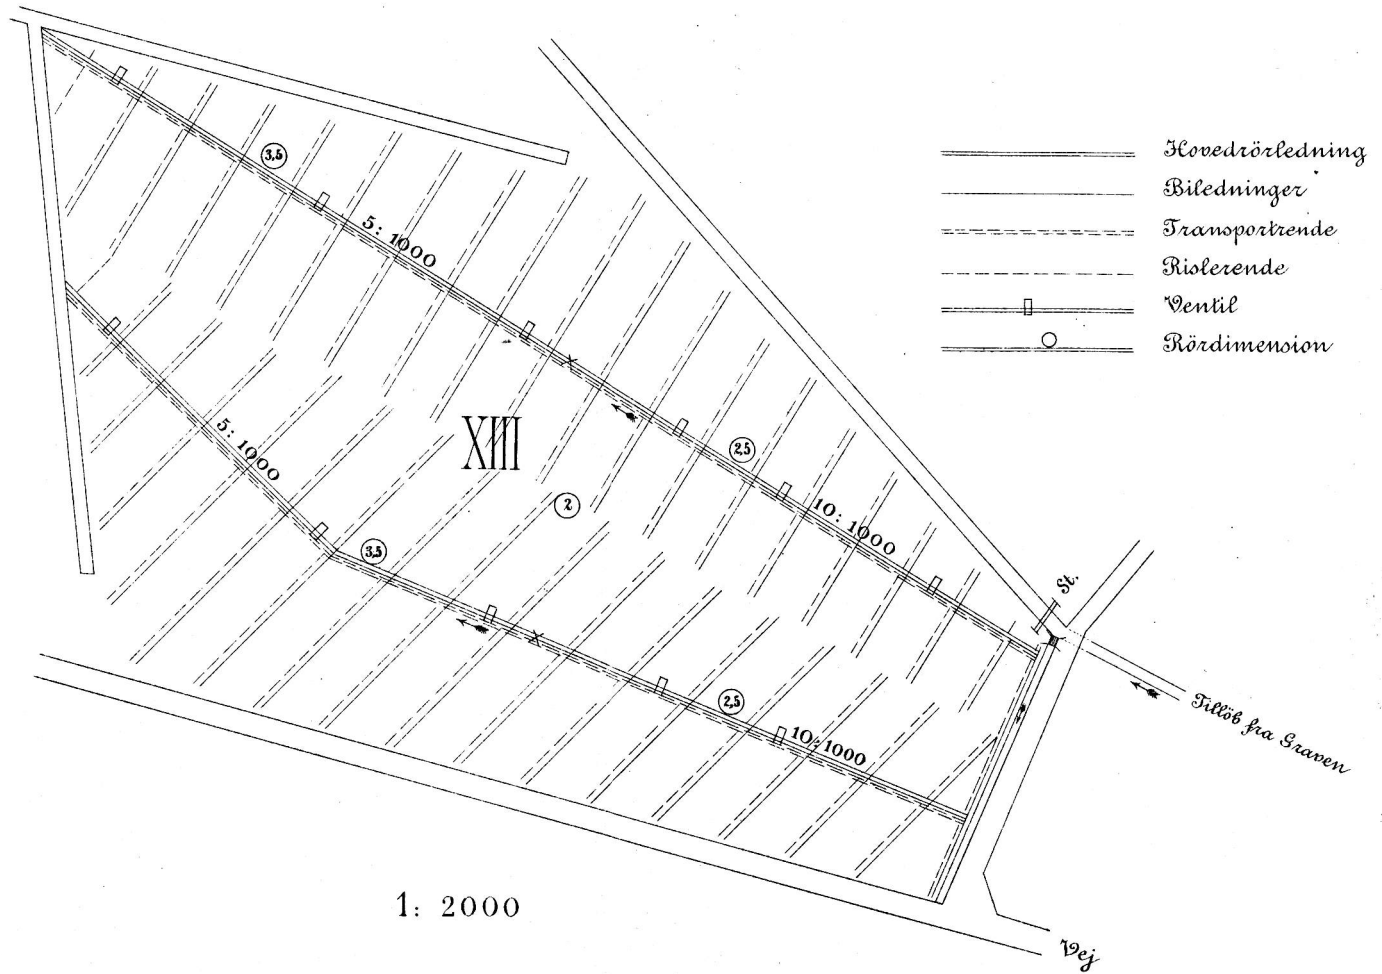 Hovedrörledning
Biledninger
Transportrende
Rislerende
Ventil
Rördimension
3,5
5: 1000
XIII
2,5
10: 1000
2
5: 1000
3,5
2,5
10: 1000
St.
Tillöb fra Graven
Vej
1: 2000